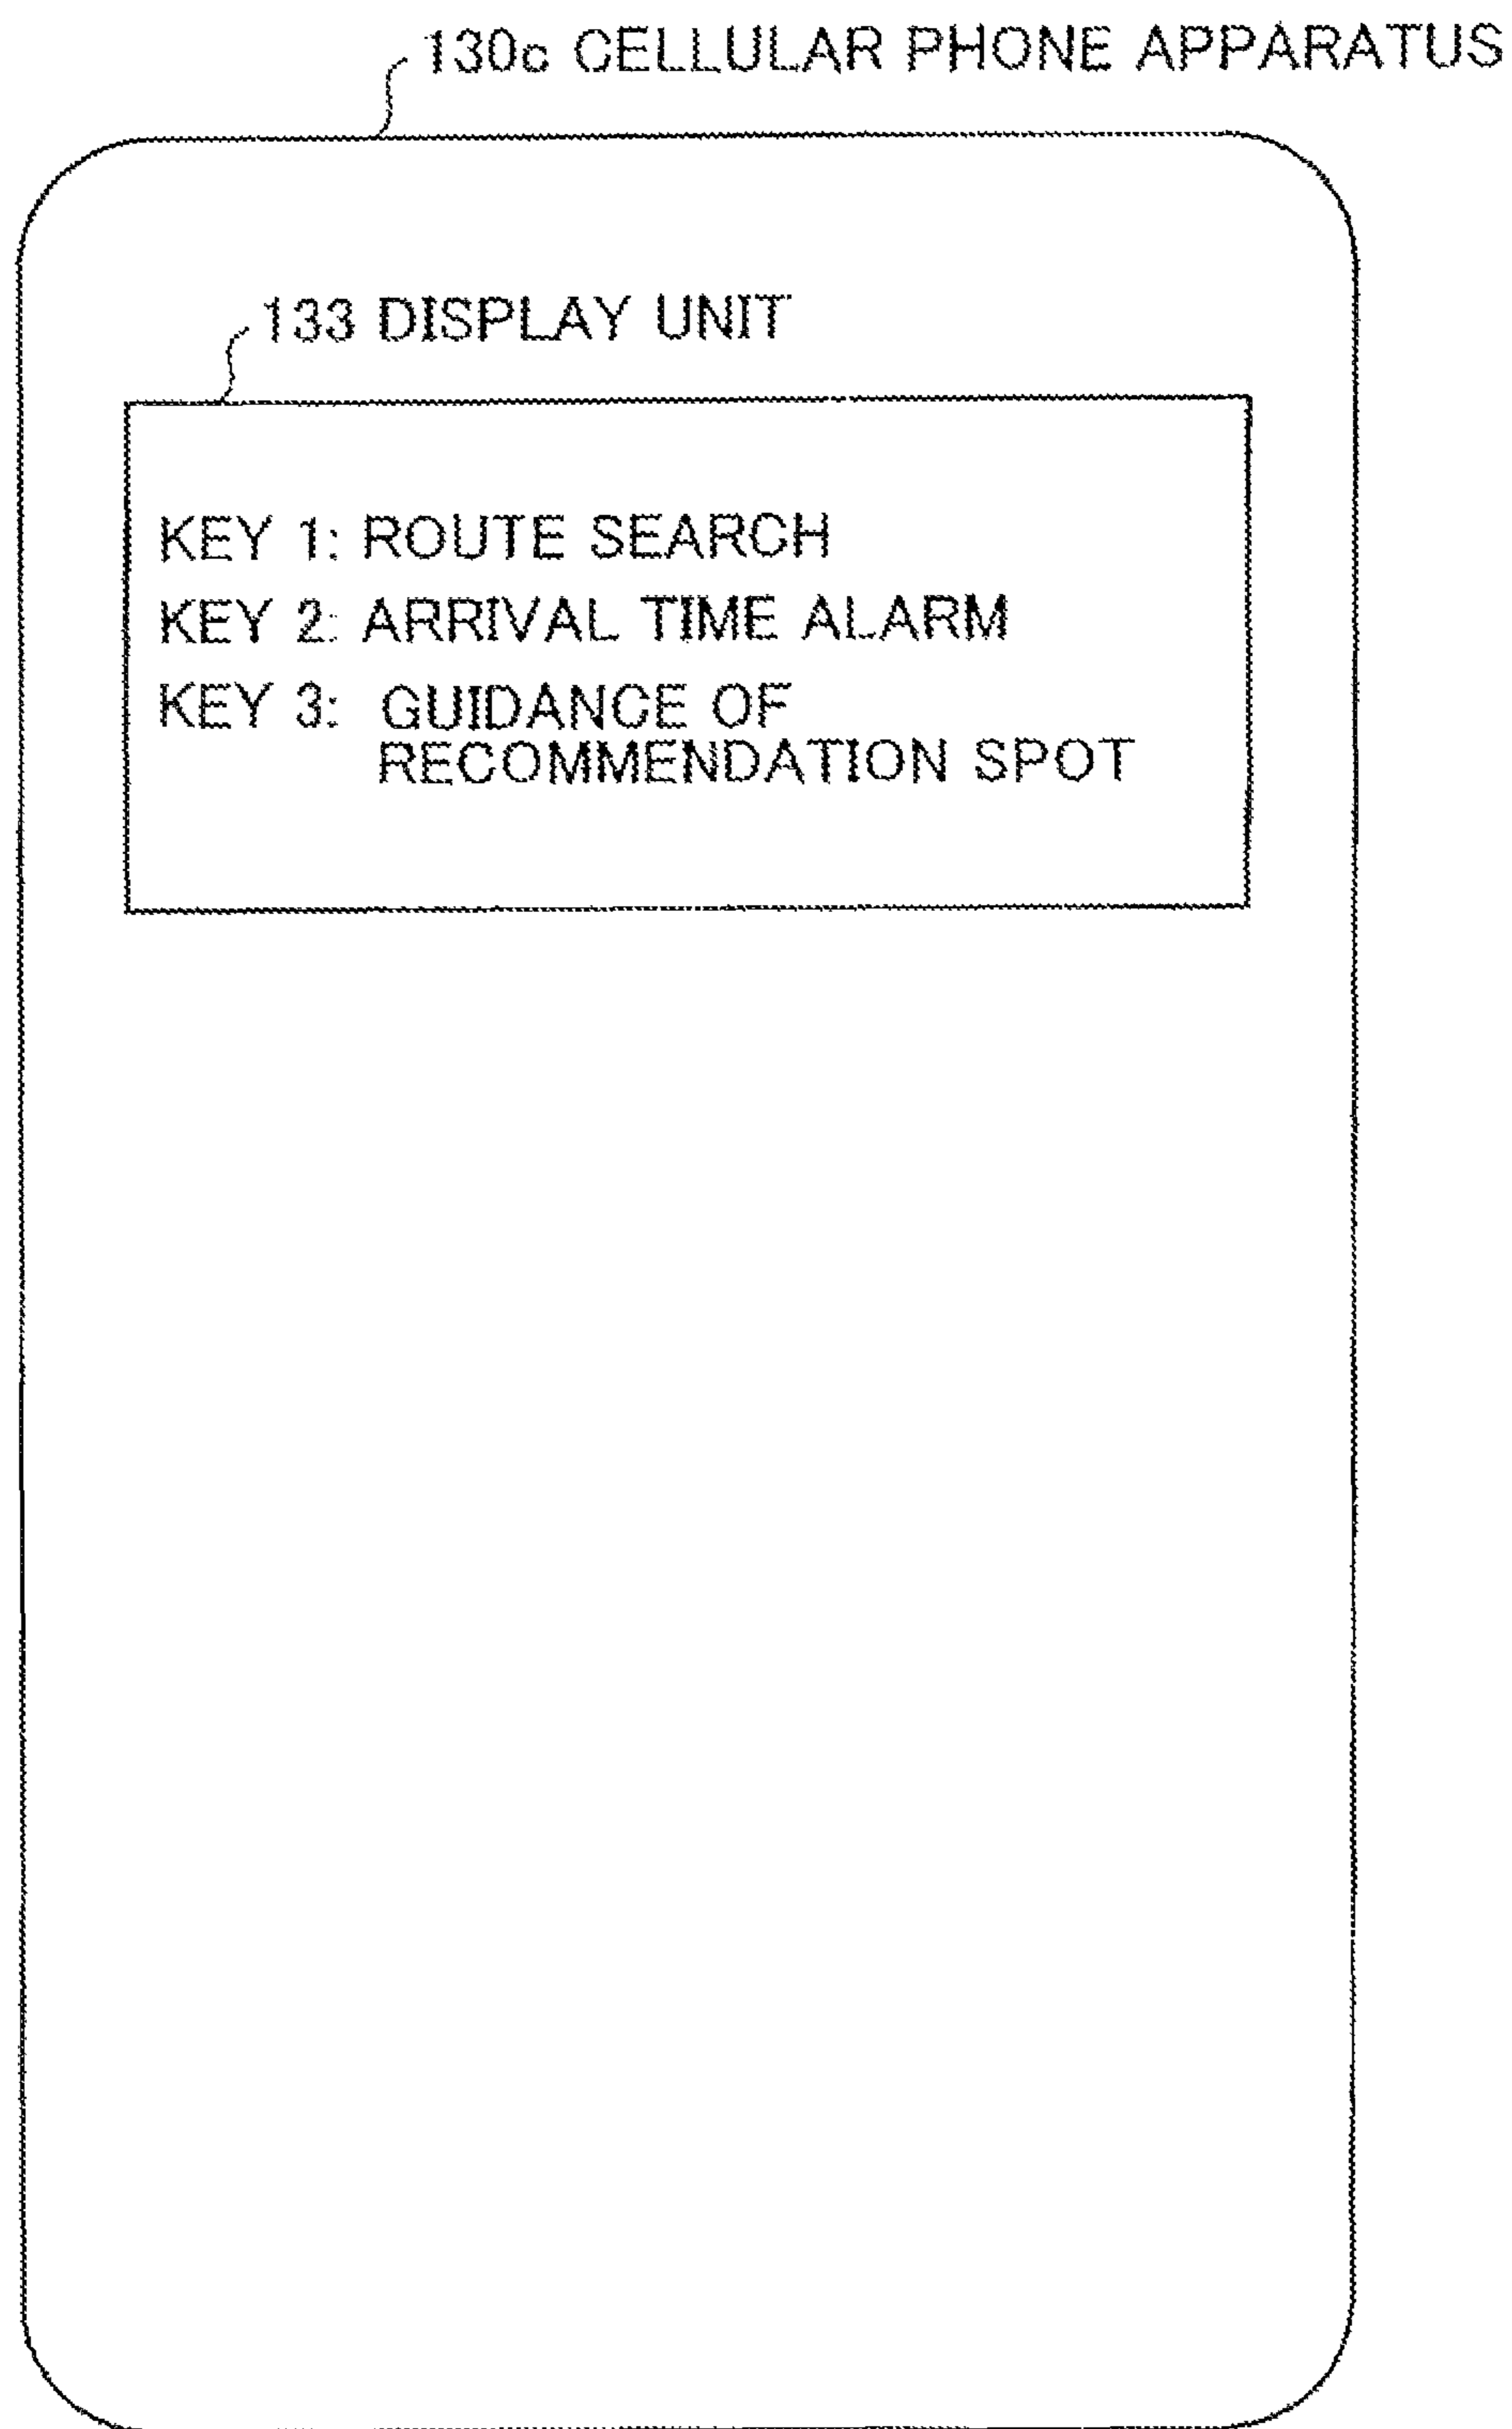 130c CELLULAR PHONE APPARATUS
133 DISPLAY UNIT
KEY 1: ROUTE SEARCH
KEY 2: ARRIVAL TIME ALARM
KEY 3: GUIDANCE OF
RECOMMENDATION SPOT